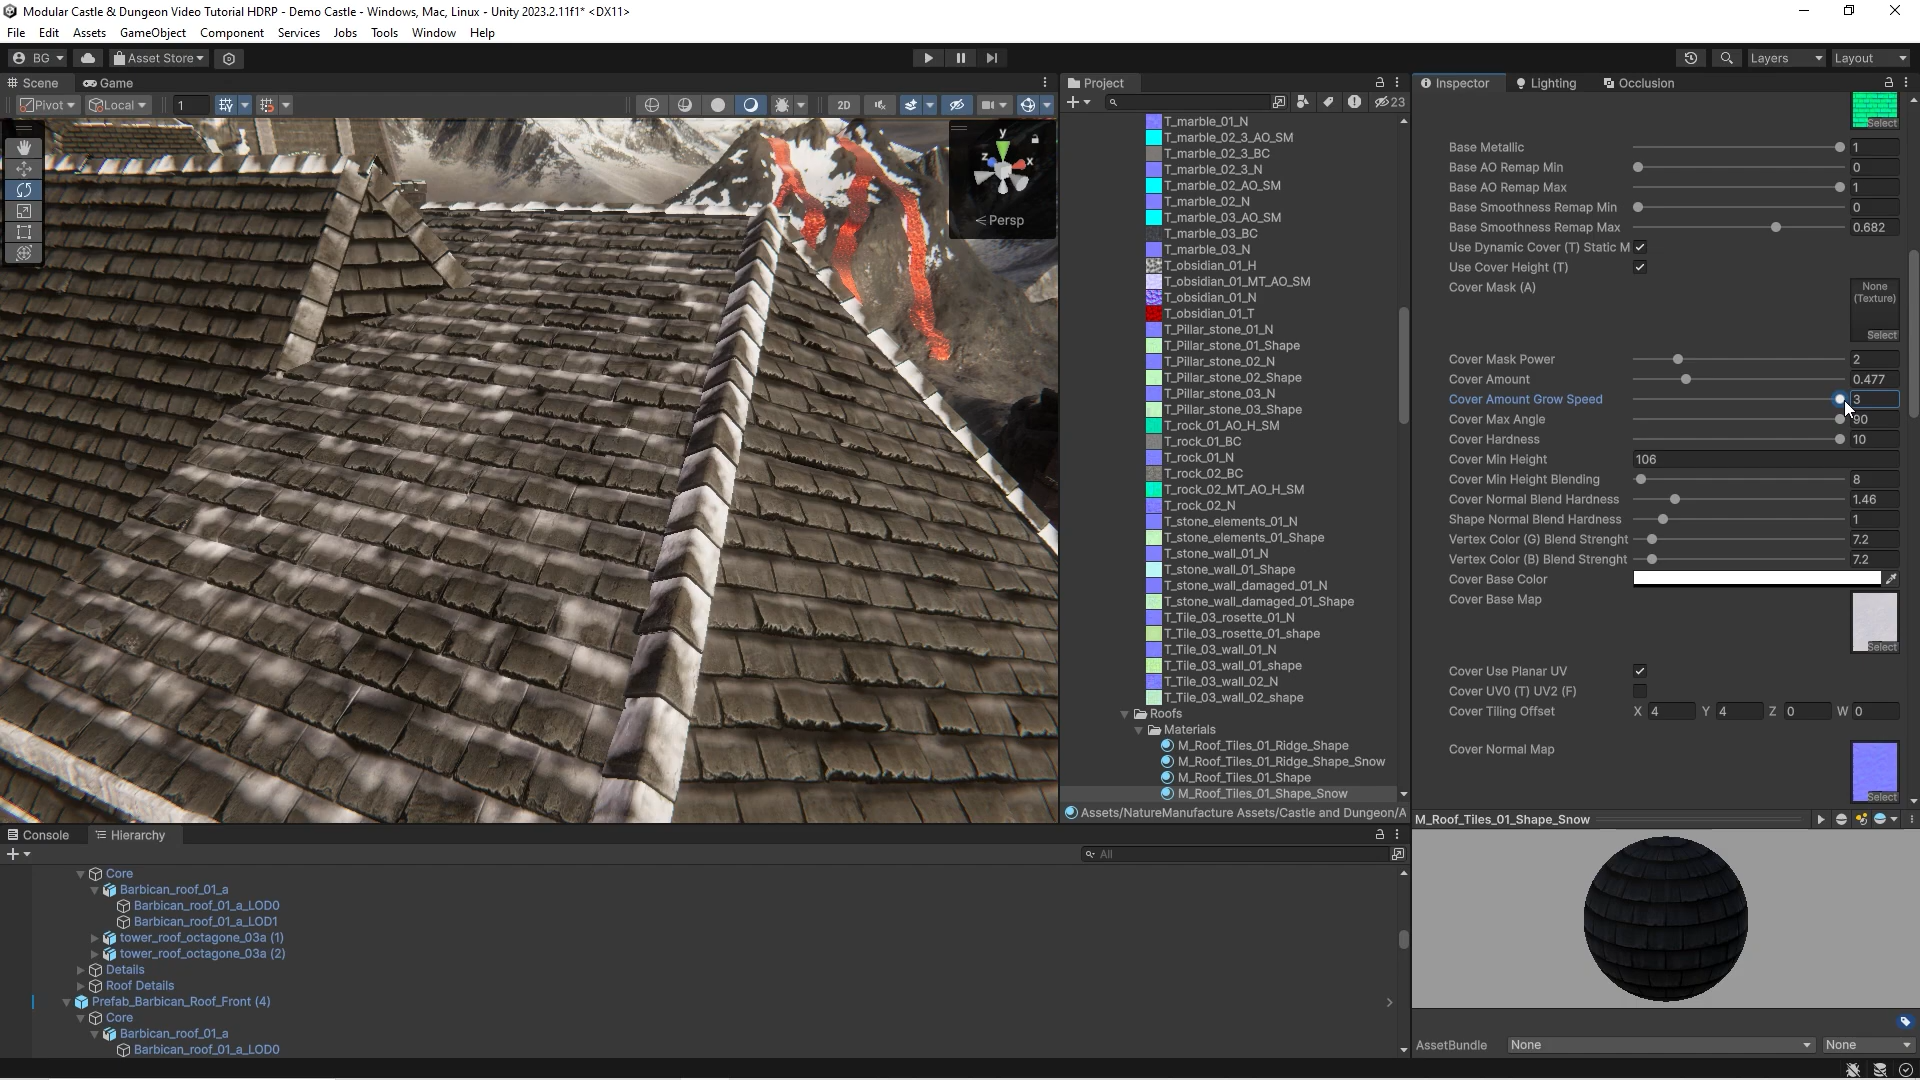 Modular Castle & Dungeon Video Tutorial HDRP - Demo Castle - Windows, Mac, Linux - Unity 2023.2.11f1* <DX11>
File Edit Assets GameObject Component Services Jobs Tools Window Help
BG Asset Store Layers Layout
Scene Game
Pivot Local 1 2D
y
z x
Persp
Project
23
T_marble_01_N
T_marble_02_3_AO_SM
T_marble_02_3_BC
T_marble_02_3_N
T_marble_02_AO_SM
T_marble_02_N
T_marble_03_AO_SM
T_marble_03_BC
T_marble_03_N
T_obsidian_01_H
T_obsidian_01_MT_AO_SM
T_obsidian_01_N
T_obsidian_01_T
T_Pillar_stone_01_N
T_Pillar_stone_01_Shape
T_Pillar_stone_02_N
T_Pillar_stone_02_Shape
T_Pillar_stone_03_N
T_Pillar_stone_03_Shape
T_rock_01_AO_H_SM
T_rock_01_BC
T_rock_01_N
T_rock_02_BC
T_rock_02_MT_AO_H_SM
T_rock_02_N
T_stone_elements_01_N
T_stone_elements_01_Shape
T_stone_wall_01_N
T_stone_wall_01_Shape
T_stone_wall_damaged_01_N
T_stone_wall_damaged_01_Shape
T_Tile_03_rosette_01_N
T_Tile_03_rosette_01_shape
T_Tile_03_wall_01_N
T_Tile_03_wall_01_shape
T_Tile_03_wall_02_N
T_Tile_03_wall_02_shape
Roofs
Materials
M_Roof_Tiles_01_Ridge_Shape
M_Roof_Tiles_01_Ridge_Shape_Snow
M_Roof_Tiles_01_Shape
M_Roof_Tiles_01_Shape_Snow
Assets/NatureManufacture Assets/Castle and Dungeon/A
Inspector Lighting Occlusion
Select
Base Metallic 1
Base AO Remap Min 0
Base AO Remap Max 1
Base Smoothness Remap Min 0
Base Smoothness Remap Max 0.682
Use Dynamic Cover (T) Static M
Use Cover Height (T)
Cover Mask (A) None
(Texture)
Select
Cover Mask Power 2
Cover Amount 0.477
Cover Amount Grow Speed 3
Cover Max Angle 90
Cover Hardness 10
Cover Min Height 106
Cover Min Height Blending 8
Cover Normal Blend Hardness 1.46
Shape Normal Blend Hardness 1
Vertex Color (G) Blend Strenght 7.2
Vertex Color (B) Blend Strenght 7.2
Cover Base Color
Cover Base Map
Select
Cover Use Planar UV
Cover UV0 (T) UV2 (F)
Cover Tiling Offset X 4 Y 4 Z 0 W 0
Cover Normal Map
Select
M_Roof_Tiles_01_Shape_Snow
AssetBundle None None
Console Hierarchy
All
Core
Barbican_roof_01_a
Barbican_roof_01_a_LOD0
Barbican_roof_01_a_LOD1
tower_roof_octagone_03a (1)
tower_roof_octagone_03a (2)
Details
Roof Details
Prefab_Barbican_Roof_Front (4)
Core
Barbican_roof_01_a
Barbican_roof_01_a_LOD0